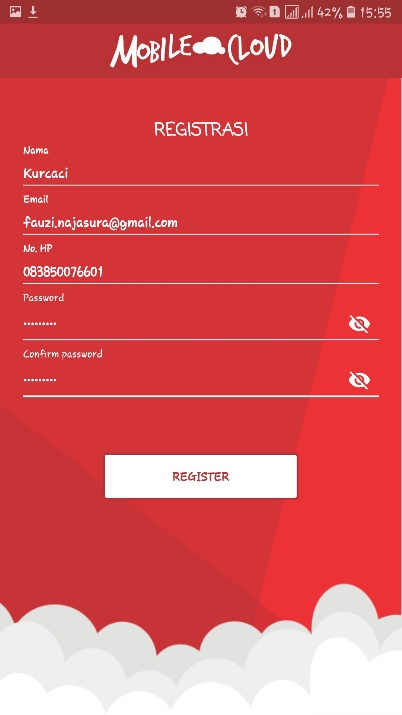 42% 15:55
MOBILE CLOUD
REGISTRASI
Nama
Kurcaci
Email
fauzi.najasura@gmail.com
No. HP
083850076601
Password
•••••••••
Confirm password
•••••••••
REGISTER